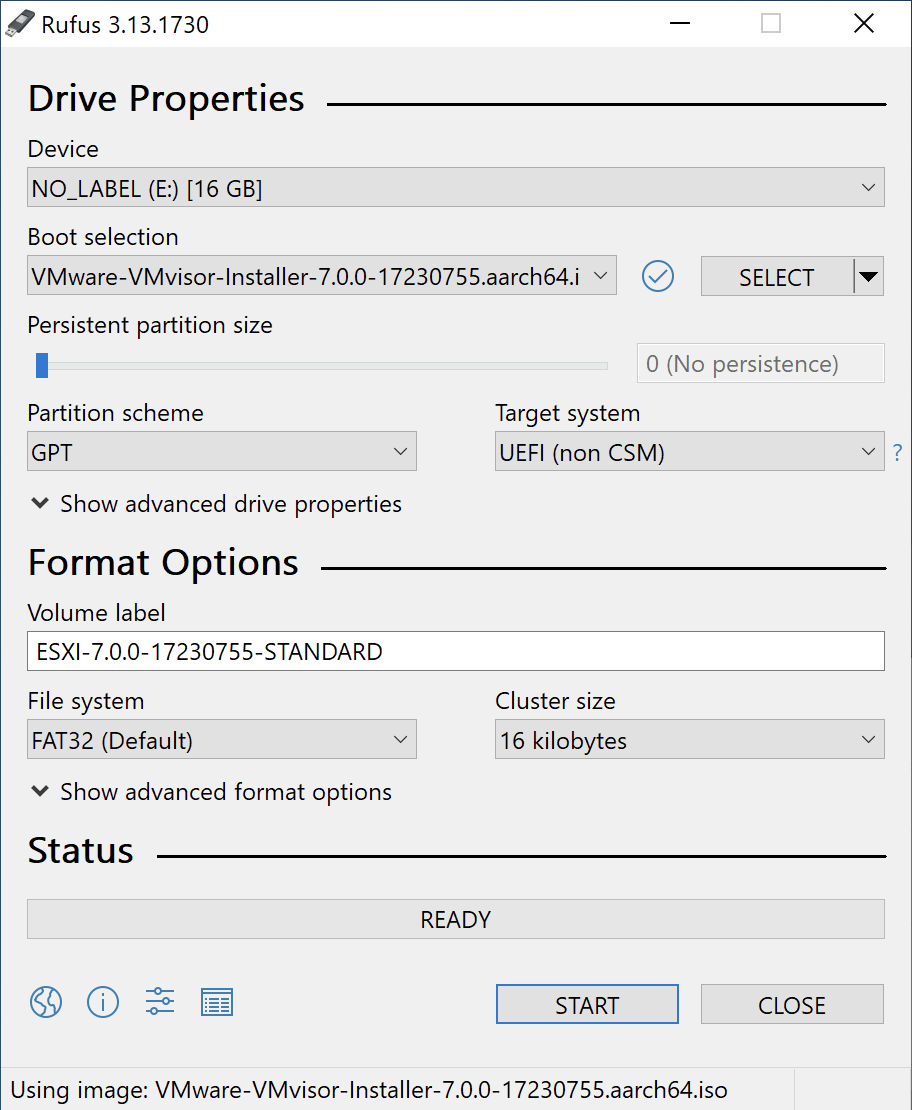 Rufus 3.13.1730
Drive Properties
Device
NO_LABEL (E:) [16 GB]
Boot selection
VMware-VMvisor-Installer-7.0.0-17230755.aarch64.i
SELECT
Persistent partition size
0 (No persistence)
Partition scheme
Target system
GPT
UEFI (non CSM)
?
Show advanced drive properties
Format Options
Volume label
ESXI-7.0.0-17230755-STANDARD
File system
Cluster size
FAT32 (Default)
16 kilobytes
Show advanced format options
Status
READY
START
CLOSE
Using image: VMware-VMvisor-Installer-7.0.0-17230755.aarch64.iso